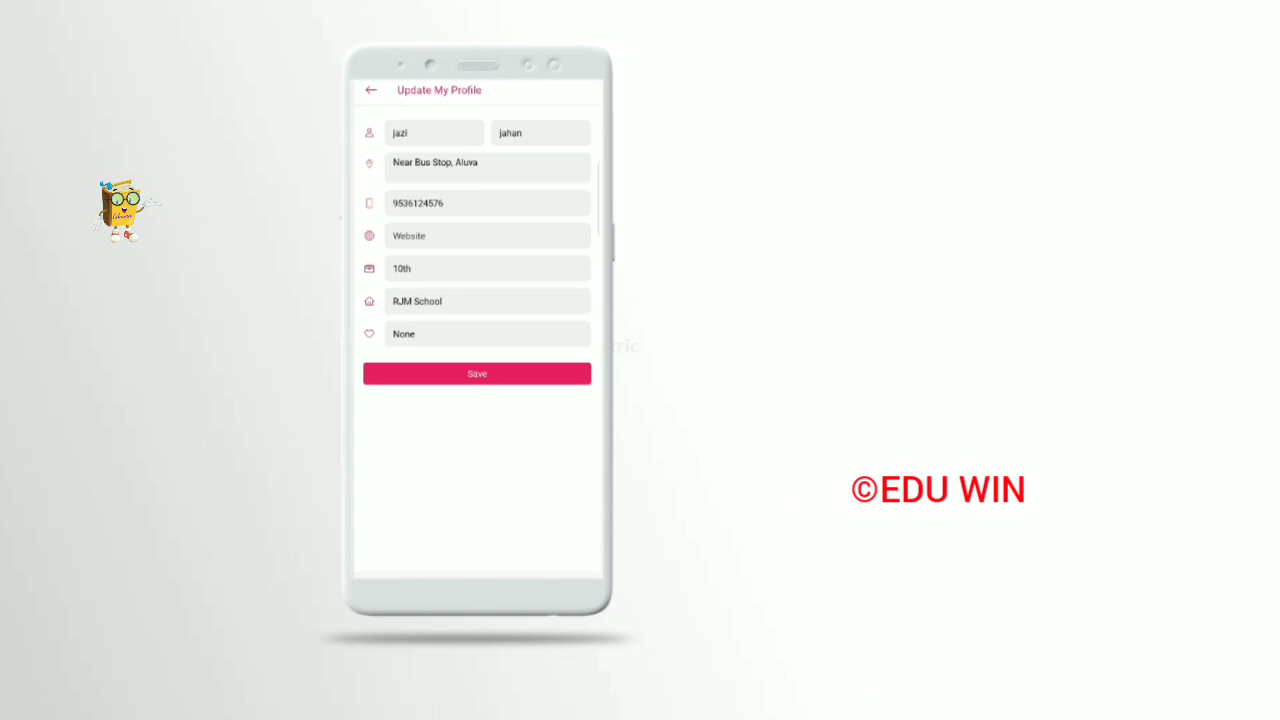 Update My Profile
jazi jahan
Near Bus Stop, Aluva
9536124576
Website
10th
RJM School
None
Save
©EDU WIN